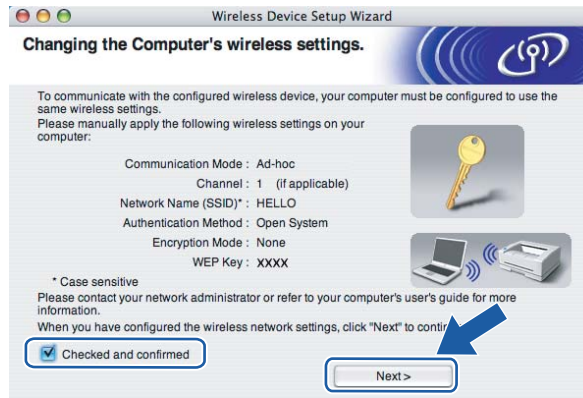 Wireless Device Setup Wizard
Changing the Computer's wireless settings.
To communicate with the configured wireless device, your computer must be configured to use the
same wireless settings.
Please manually apply the following wireless settings on your
computer:
Communication Mode : Ad-hoc
Channel : 1 (if applicable)
Network Name (SSID)* : HELLO
Authentication Method : Open System
Encryption Mode : None
WEP Key : XXXX
* Case sensitive
Please contact your network administrator or refer to your computer's user's guide for more
information.
When you have configured the wireless network settings, click "Next" to
Checked and confirmed
Next >